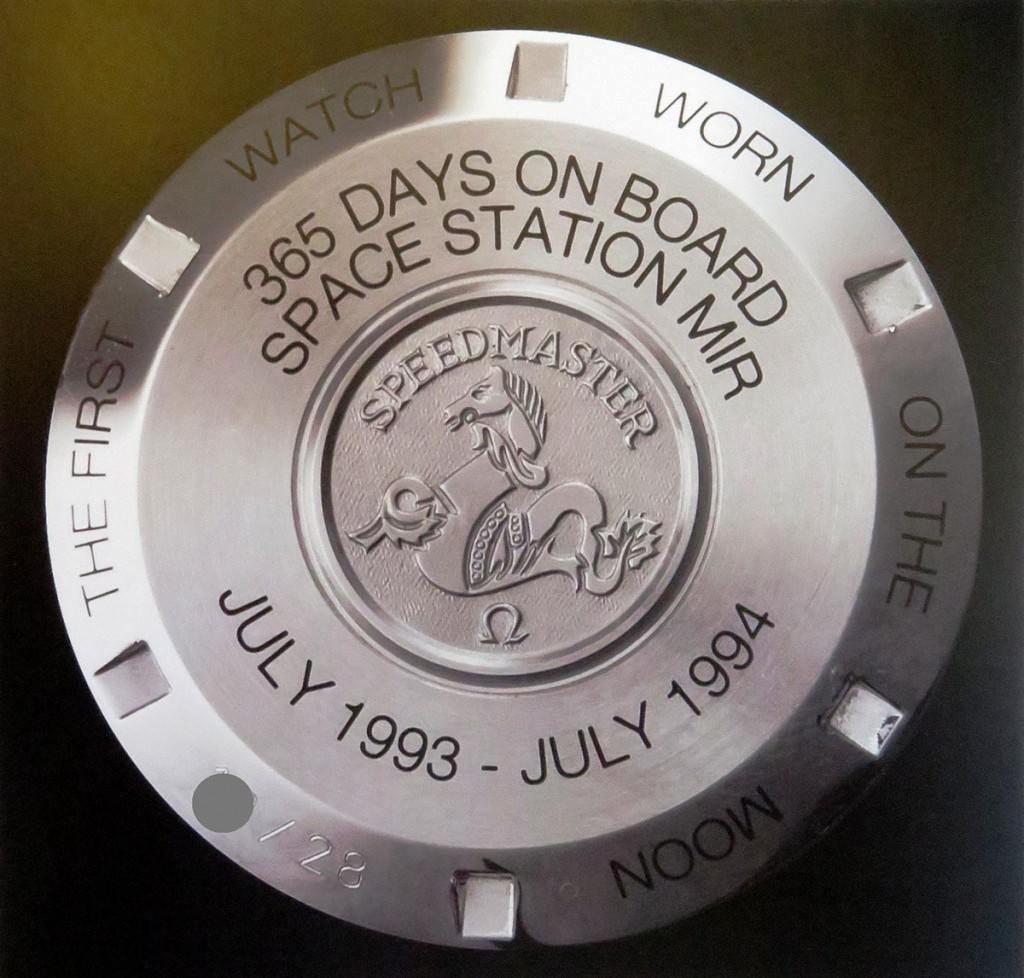 THE FIRST WATCH WORN ON THE MOON
365 DAYS ON BOARD
SPACE STATION MIR
SPEEDMASTER
Ω
JULY 1993 - JULY 1994
/ 28